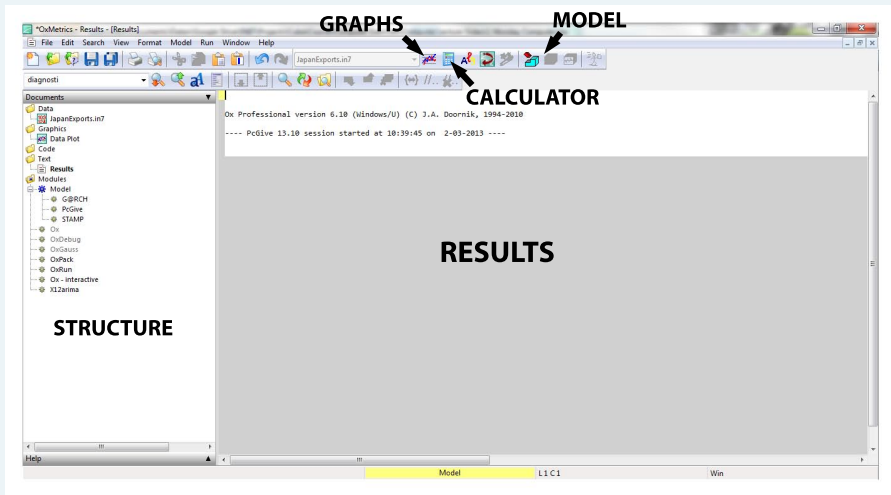 GRAPHS
MODEL
*OxMetrics - Results - [Results]
File Edit Search View Format Model Run Window Help
JapanExports.in7
diagnosti
CALCULATOR
Documents
Data
JapanExports.in7
Graphics
Data Plot
Code
Text
Results
Modules
Model
G@RCH
PcGive
STAMP
Ox
OxDebug
OxGauss
OxPack
OxRun
Ox - interactive
X12arima
STRUCTURE
Help
Ox Professional version 6.10 (Windows/U) (C) J.A. Doornik, 1994-2010
---- PcGive 13.10 session started at 10:39:45 on 2-03-2013 ----
RESULTS
Model
L 1 C 1
Win